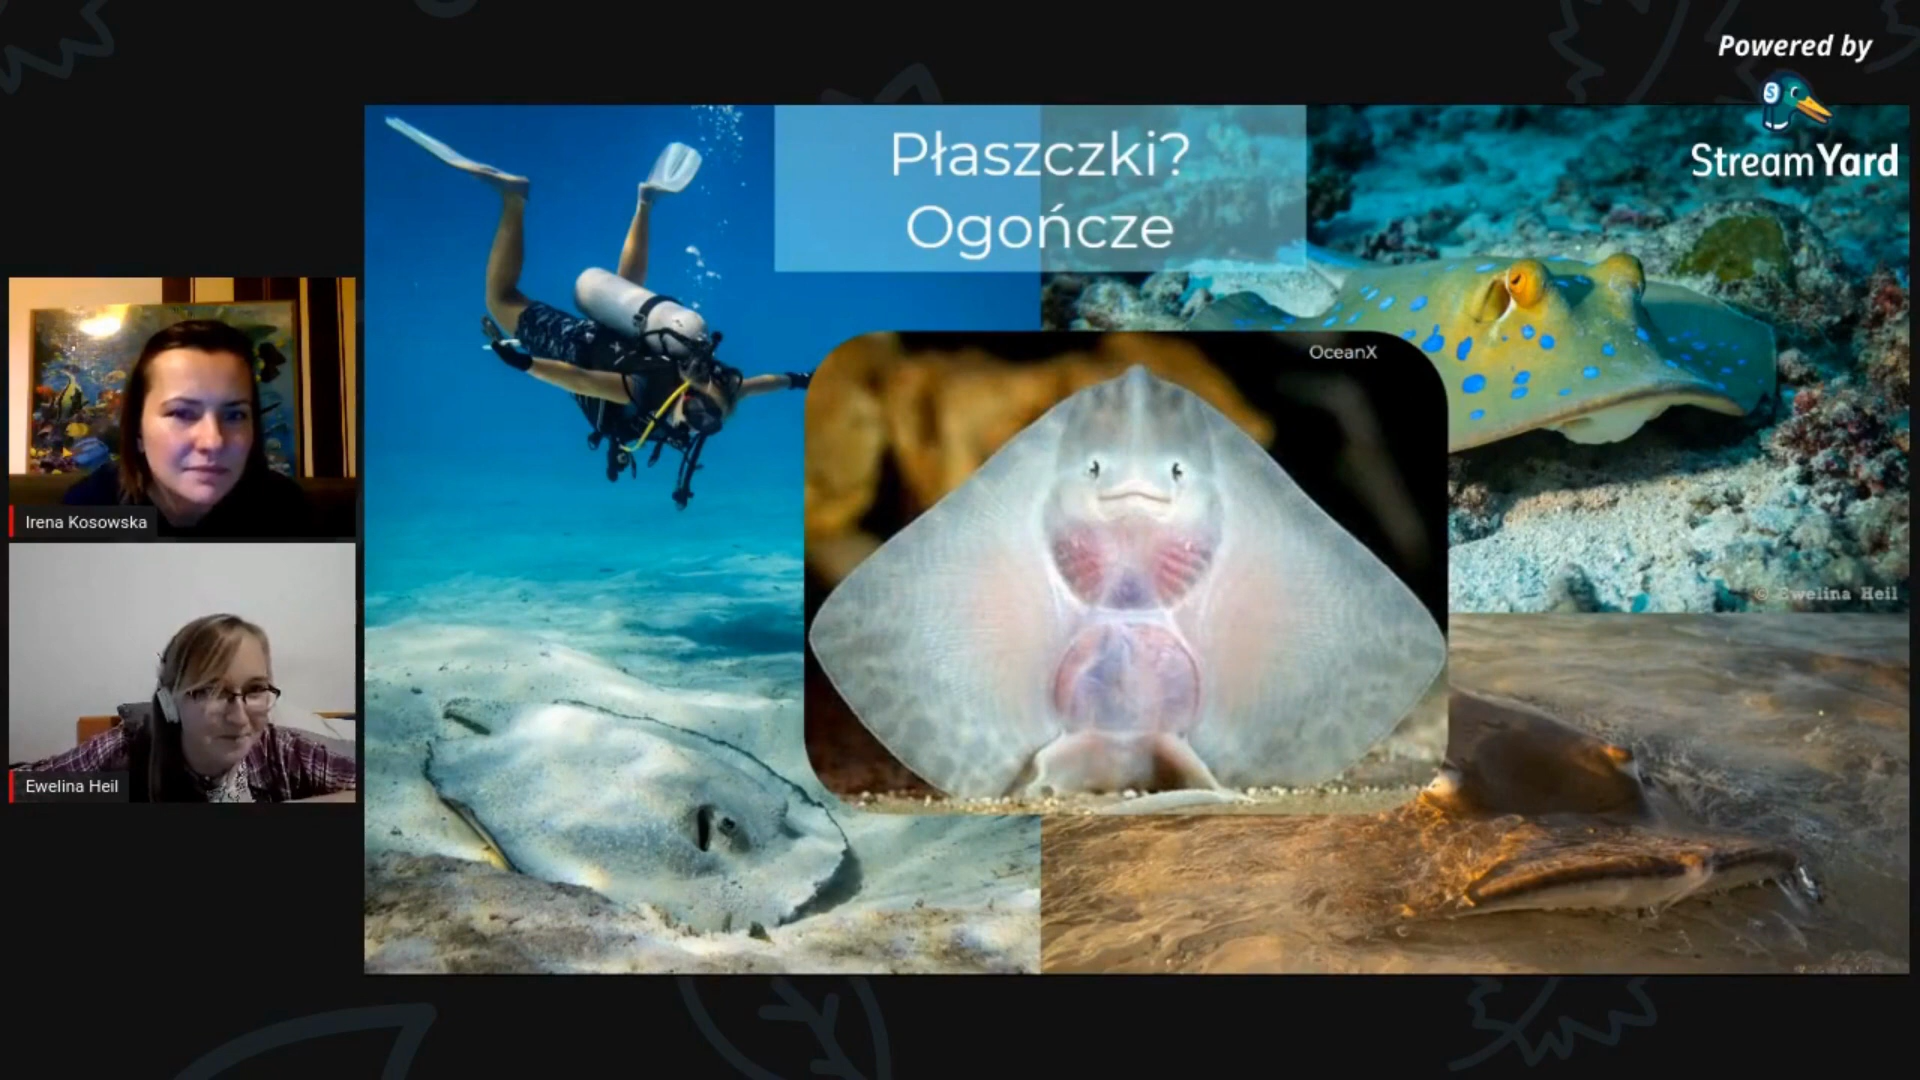 Powered by
StreamYard
Płaszczki?
Ogończe
OceanX
Irena Kosowska
© Ewelina Heil
Ewelina Heil